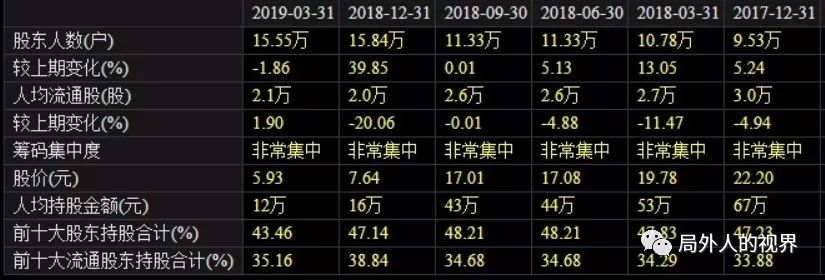 2019-03-31 2018-12-31 2018-09-30 2018-06-30 2018-03-31 2017-12-31
股东人数(户) 15.55万 15.84万 11.33万 11.33万 10.78万 9.53万
较上期变化(%) -1.86 39.85 0.01 5.13 13.05 5.24
人均流通股(股) 2.1万 2.0万 2.6万 2.6万 2.7万 3.0万
较上期变化(%) 1.90 -20.06 -0.01 -4.88 -11.47 -4.94
筹码集中度 非常集中 非常集中 非常集中 非常集中 非常集中 非常集中
股价(元) 5.93 7.64 17.01 17.08 19.78 22.20
人均持股金额(元) 12万 16万 43万 44万 53万 67万
前十大股东持股合计(%) 43.46 47.14 48.21 48.21 47.23
前十大流通股东持股合计(%) 35.16 38.84 34.68 34.68 34.29 33.88
局外人的视界